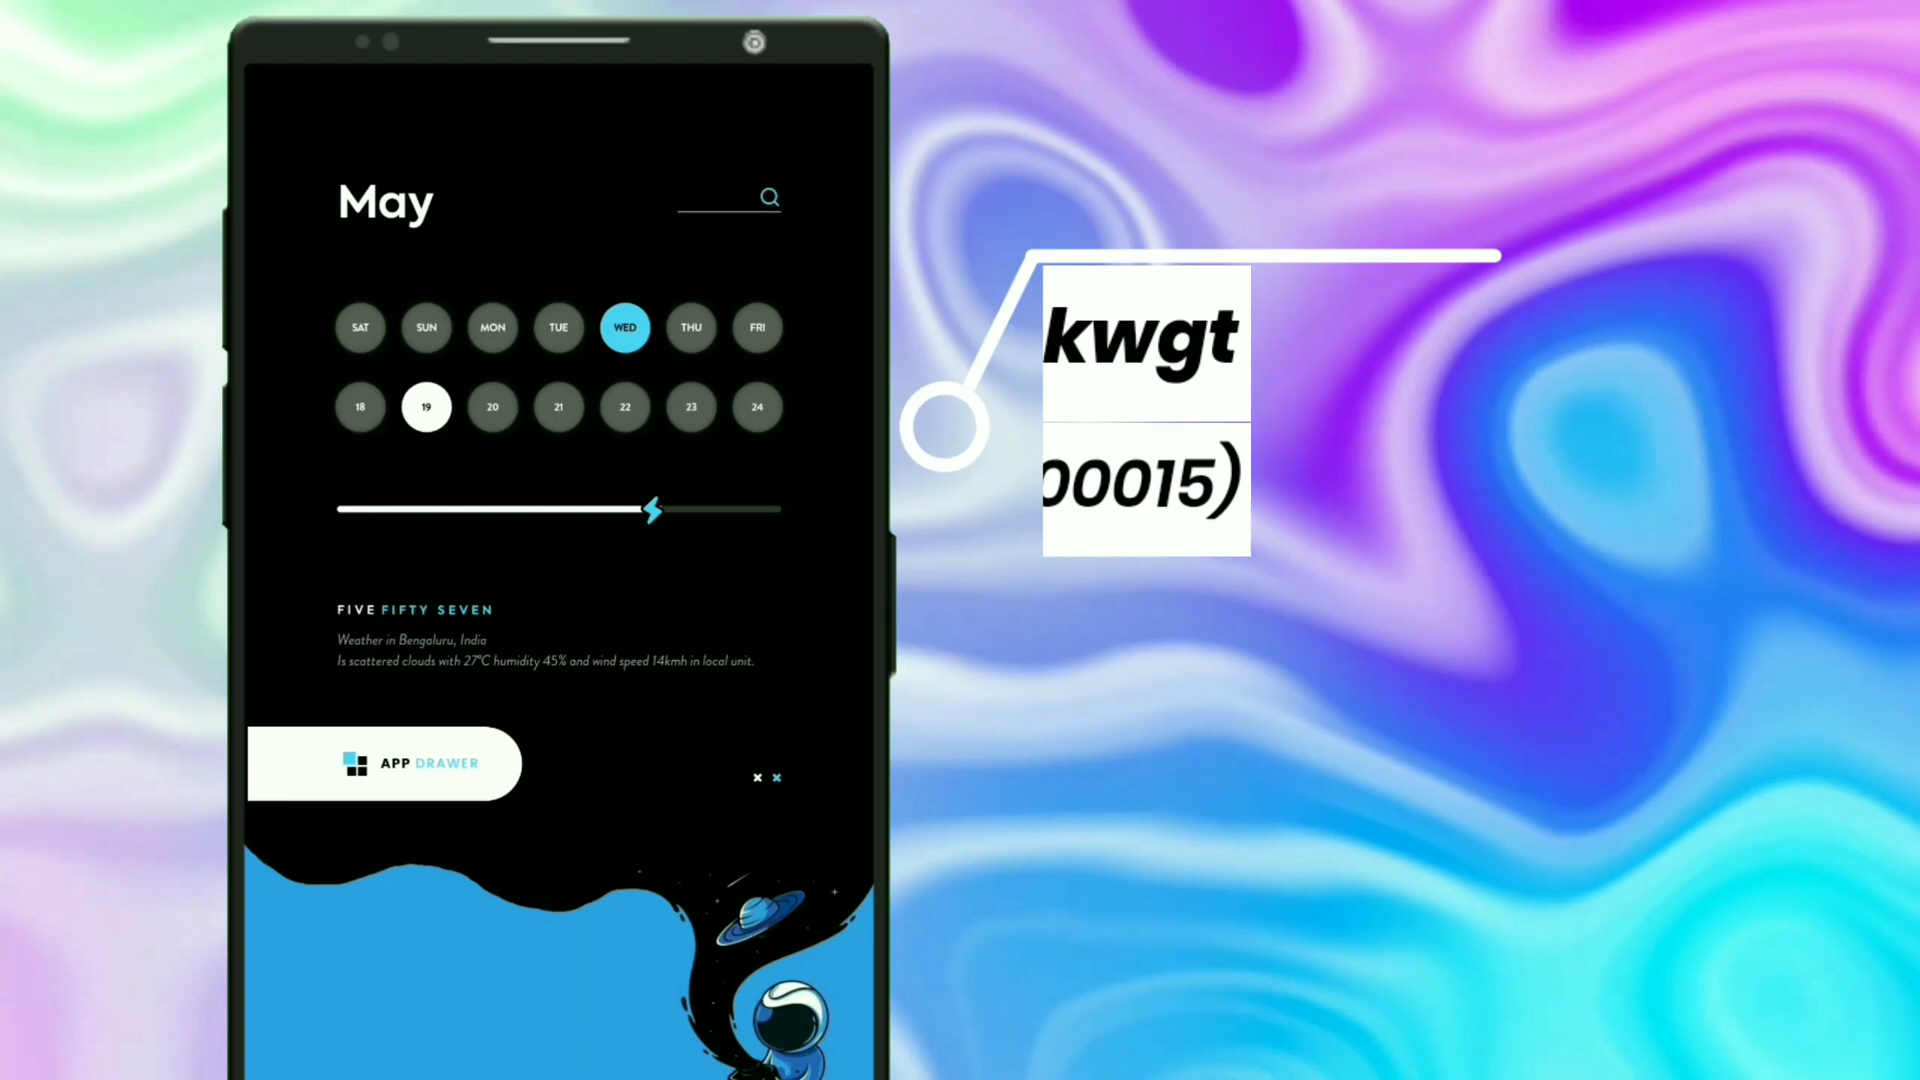 May
SAT SUN MON TUE WED THU FRI
18 19 20 21 22 23 24
FIVE FIFTY SEVEN
Weather in Bengaluru, India
Is scattered clouds with 27°C humidity 45% and wind speed 14kmh in local unit.
APP DRAWER
kwgt
00015)